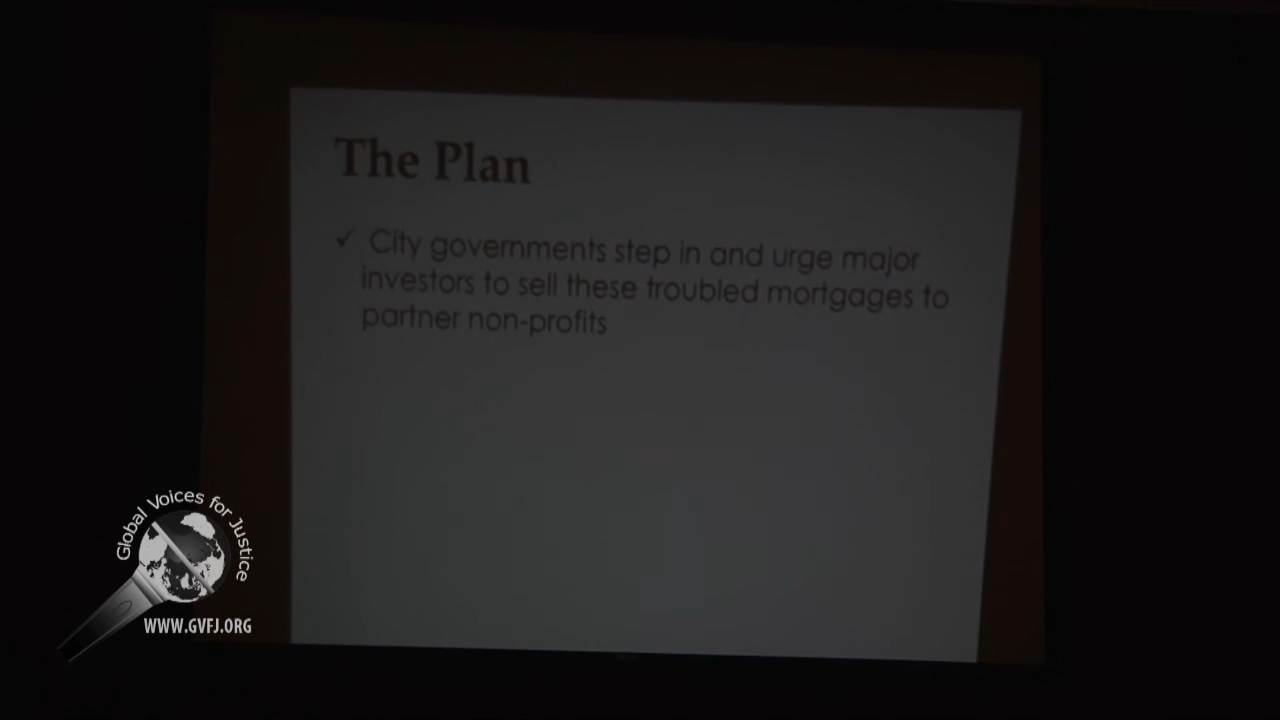 The Plan
✓ City governments step in and urge major
investors to sell these troubled mortgages to
partner non-profits
Global Voices for Justice
WWW.GVFJ.ORG